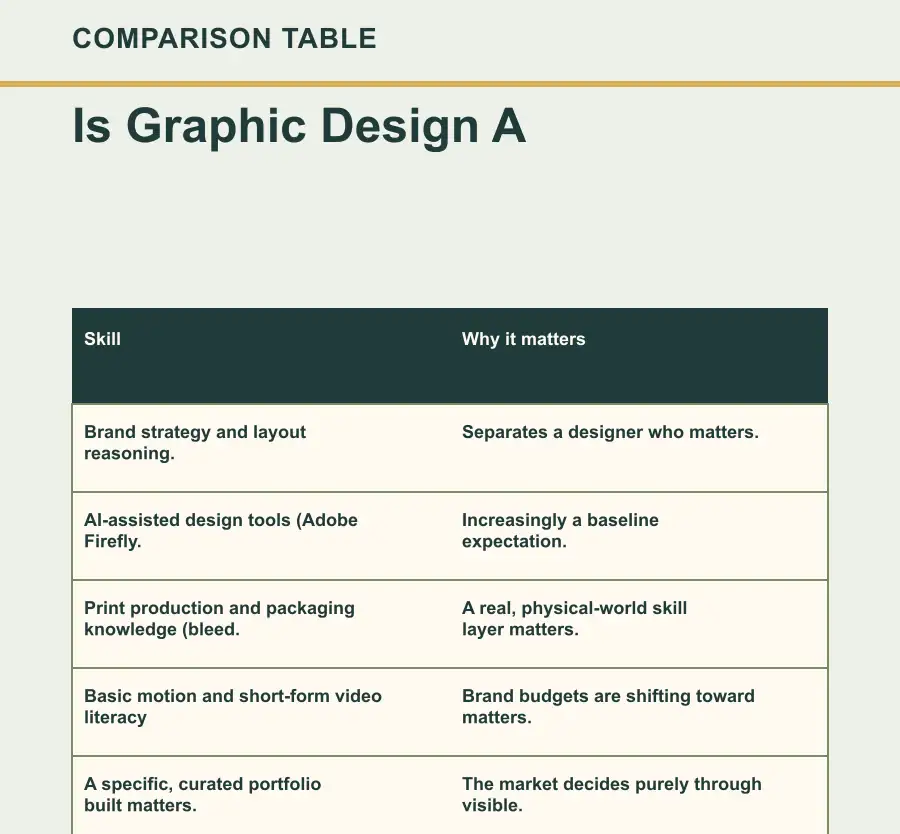 COMPARISON TABLE
Is Graphic Design A
Skill
Why it matters
Brand strategy and layout
reasoning.
Separates a designer who matters.
AI-assisted design tools (Adobe
Firefly.
Increasingly a baseline
expectation.
Print production and packaging
knowledge (bleed.
A real, physical-world skill
layer matters.
Basic motion and short-form video
literacy
Brand budgets are shifting toward
matters.
A specific, curated portfolio
built matters.
The market decides purely through
visible.